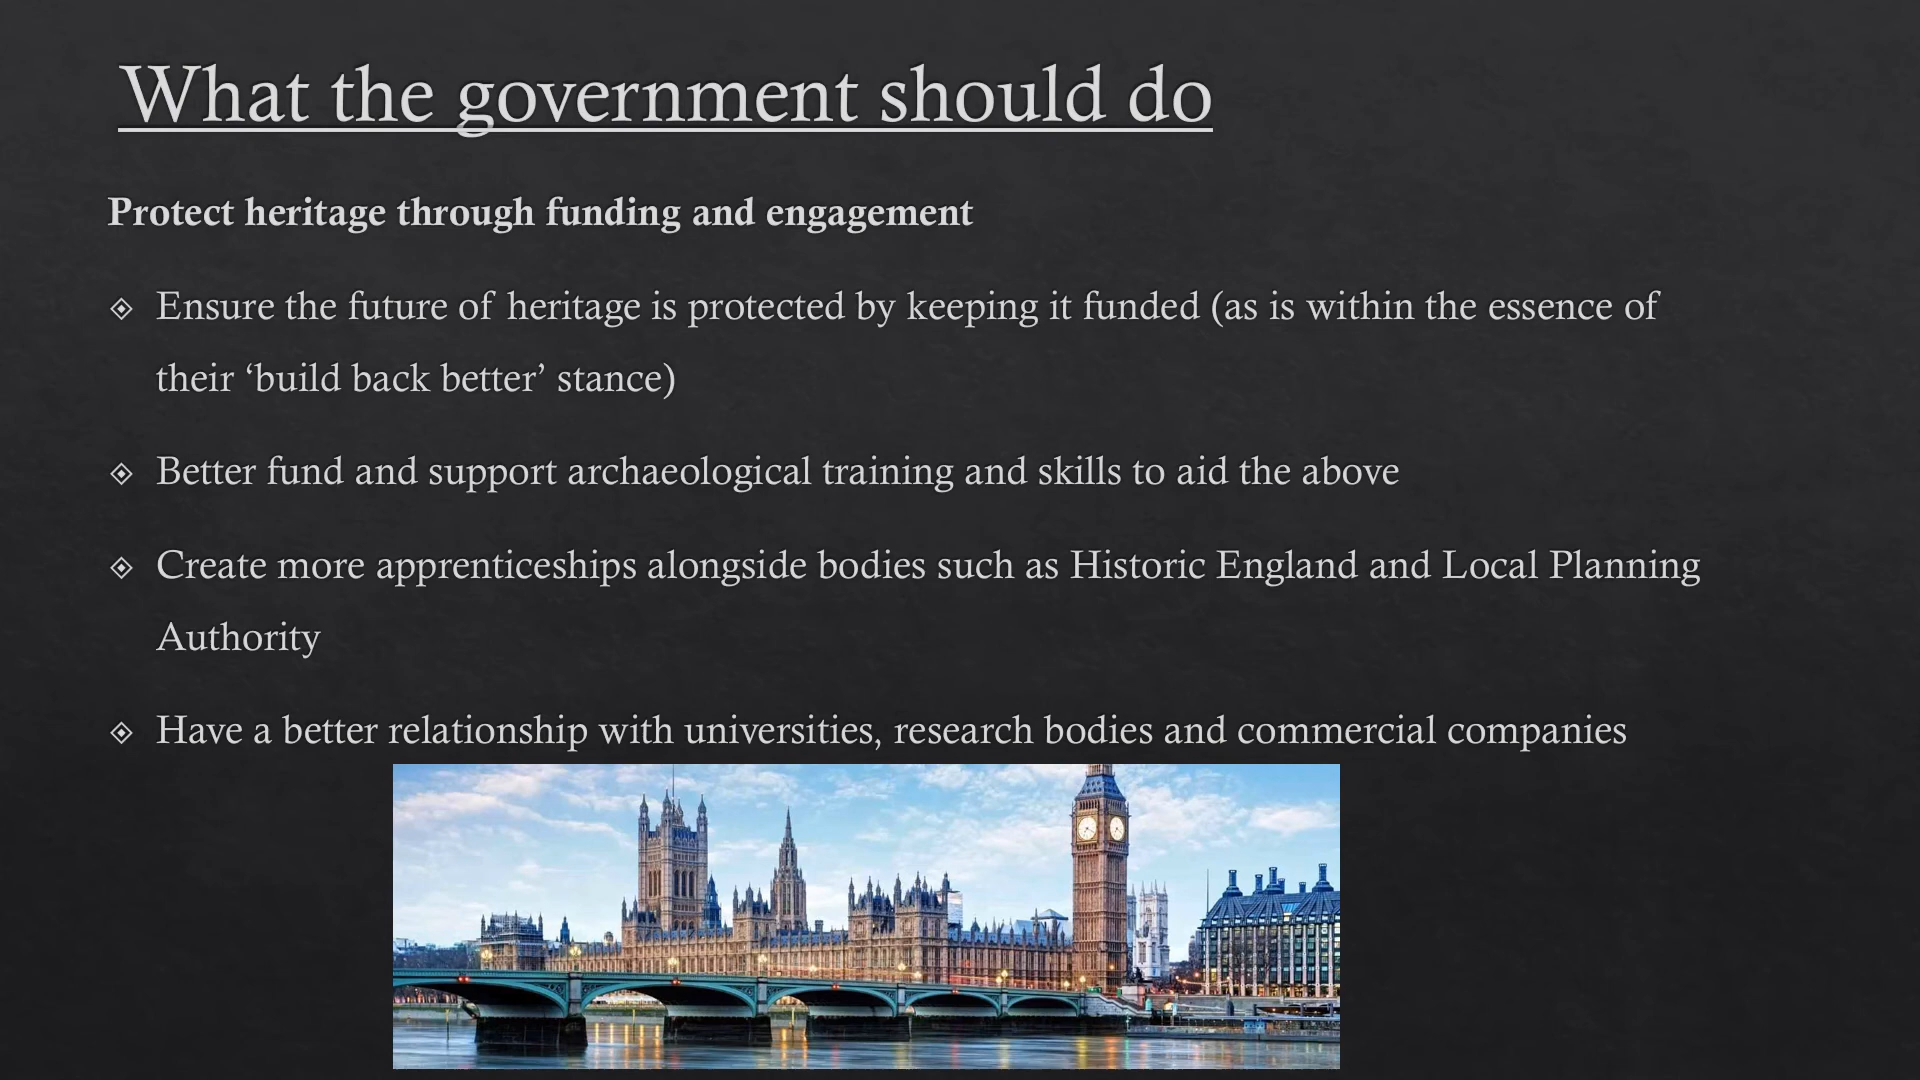 What the government should do
Protect heritage through funding and engagement
Ensure the future of heritage is protected by keeping it funded (as is within the essence of
their ‘build back better’ stance)
Better fund and support archaeological training and skills to aid the above
Create more apprenticeships alongside bodies such as Historic England and Local Planning
Authority
Have a better relationship with universities, research bodies and commercial companies